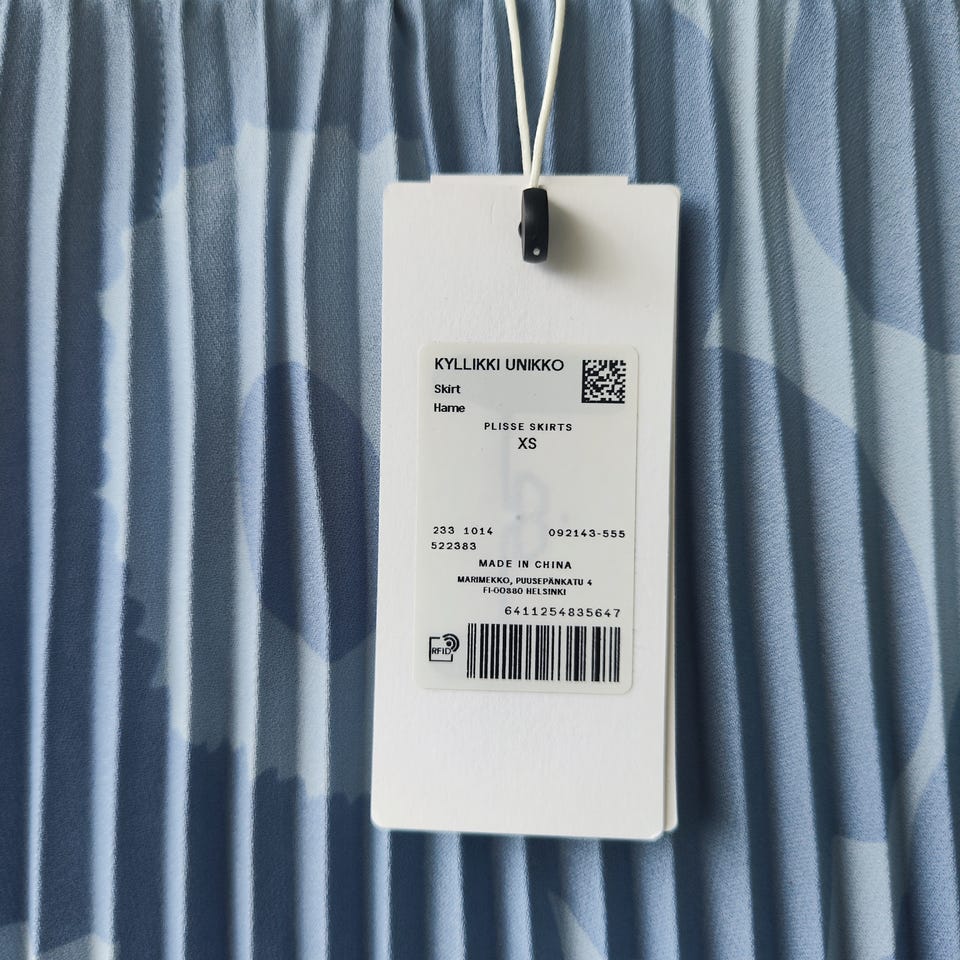 KYLLIKKI UNIKKO
Skirt
Hame
PLISSE SKIRTS
XS
233 1014 092143-555
522383
MADE IN CHINA
MARIMEKKO, PUUSEPÄNKATU 4
FI-00880 HELSINKI
6411254835647
RFID